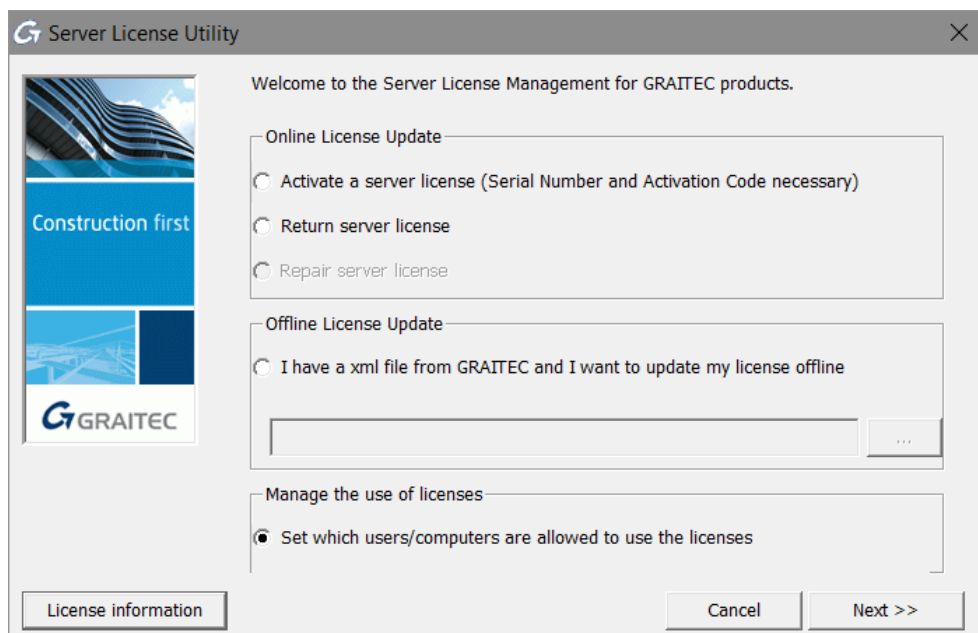 Server License Utility
Welcome to the Server License Management for GRAITEC products.
Online License Update
Activate a server license (Serial Number and Activation Code necessary)
Return server license
Repair server license
Construction first
Offline License Update
I have a xml file from GRAITEC and I want to update my license offline
...
GRAITEC
Manage the use of licenses
Set which users/computers are allowed to use the licenses
License information
Cancel
Next >>